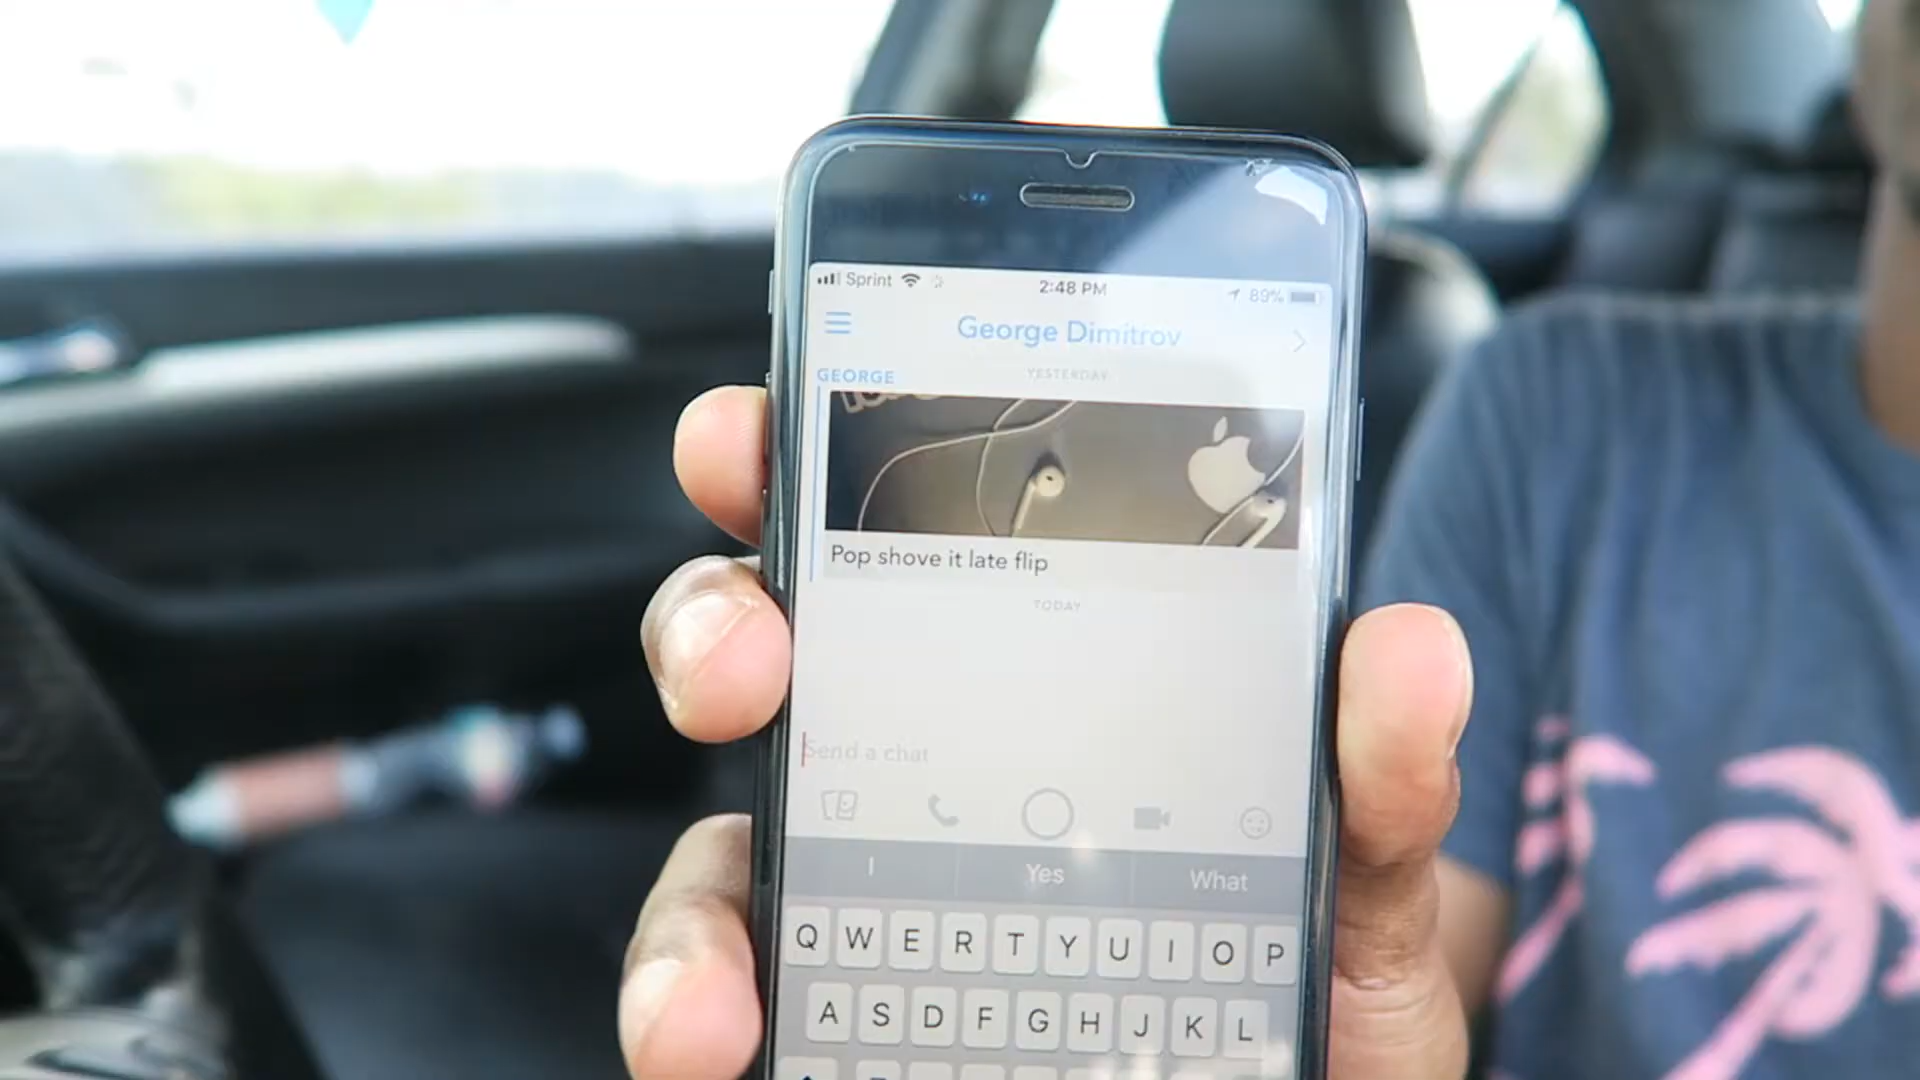 Sprint 2:48 PM 89%
George Dimitrov
YESTERDAY
GEORGE
Pop shove it late flip
TODAY
Send a chat
I Yes What
Q W E R T Y U I O P
A S D F G H J K L